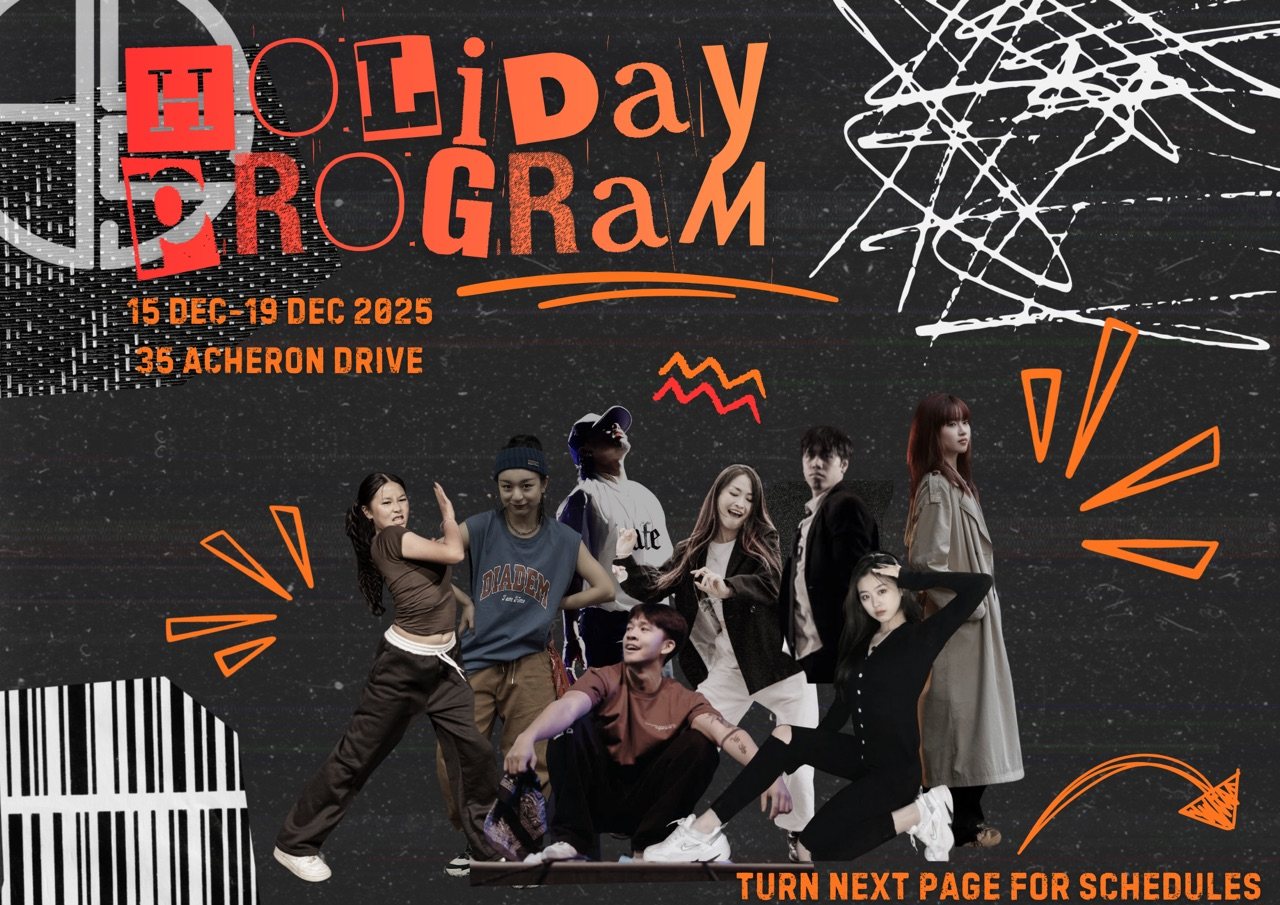 HOLiDay
PROGRaM
15 DEC-19 DEC 2025
35 ACHERON DRIVE
DIADEM
TURN NEXT PAGE FOR SCHEDULES